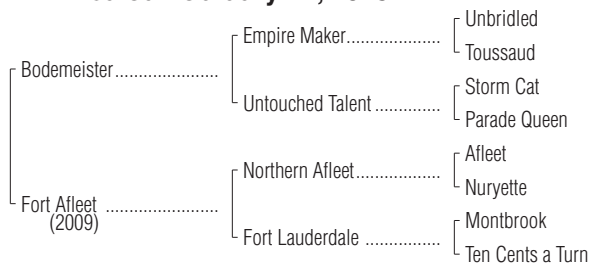 Unbridled
Empire Maker....................
Toussaud
Bodemeister......................
Storm Cat
Untouched Talent ..............
Parade Queen
Afleet
Northern Afleet..................
Nuryette
Fort Afleet ........................
(2009)
Montbrook
Fort Lauderdale ................
Ten Cents a Turn